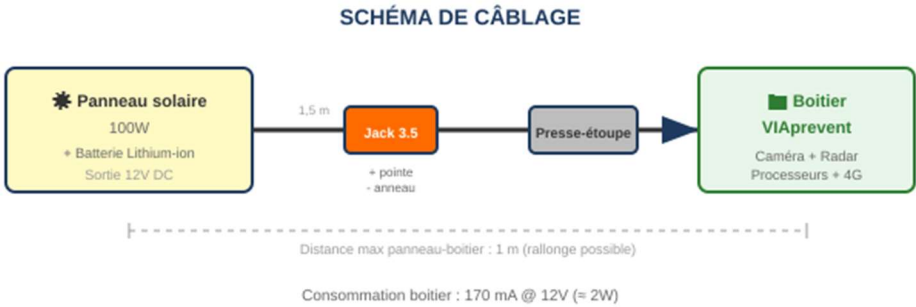 SCHÉMA DE CÂBLAGE
Panneau solaire
100W
+ Batterie Lithium-ion
Sortie 12V DC
1,5 m
Jack 3.5
+ pointe
- anneau
Presse-étoupe
Boitier
VIAprevent
Caméra + Radar
Processeurs + 4G
Distance max panneau-boitier : 1 m (rallonge possible)
Consommation boitier : 170 mA @ 12V (≈ 2W)